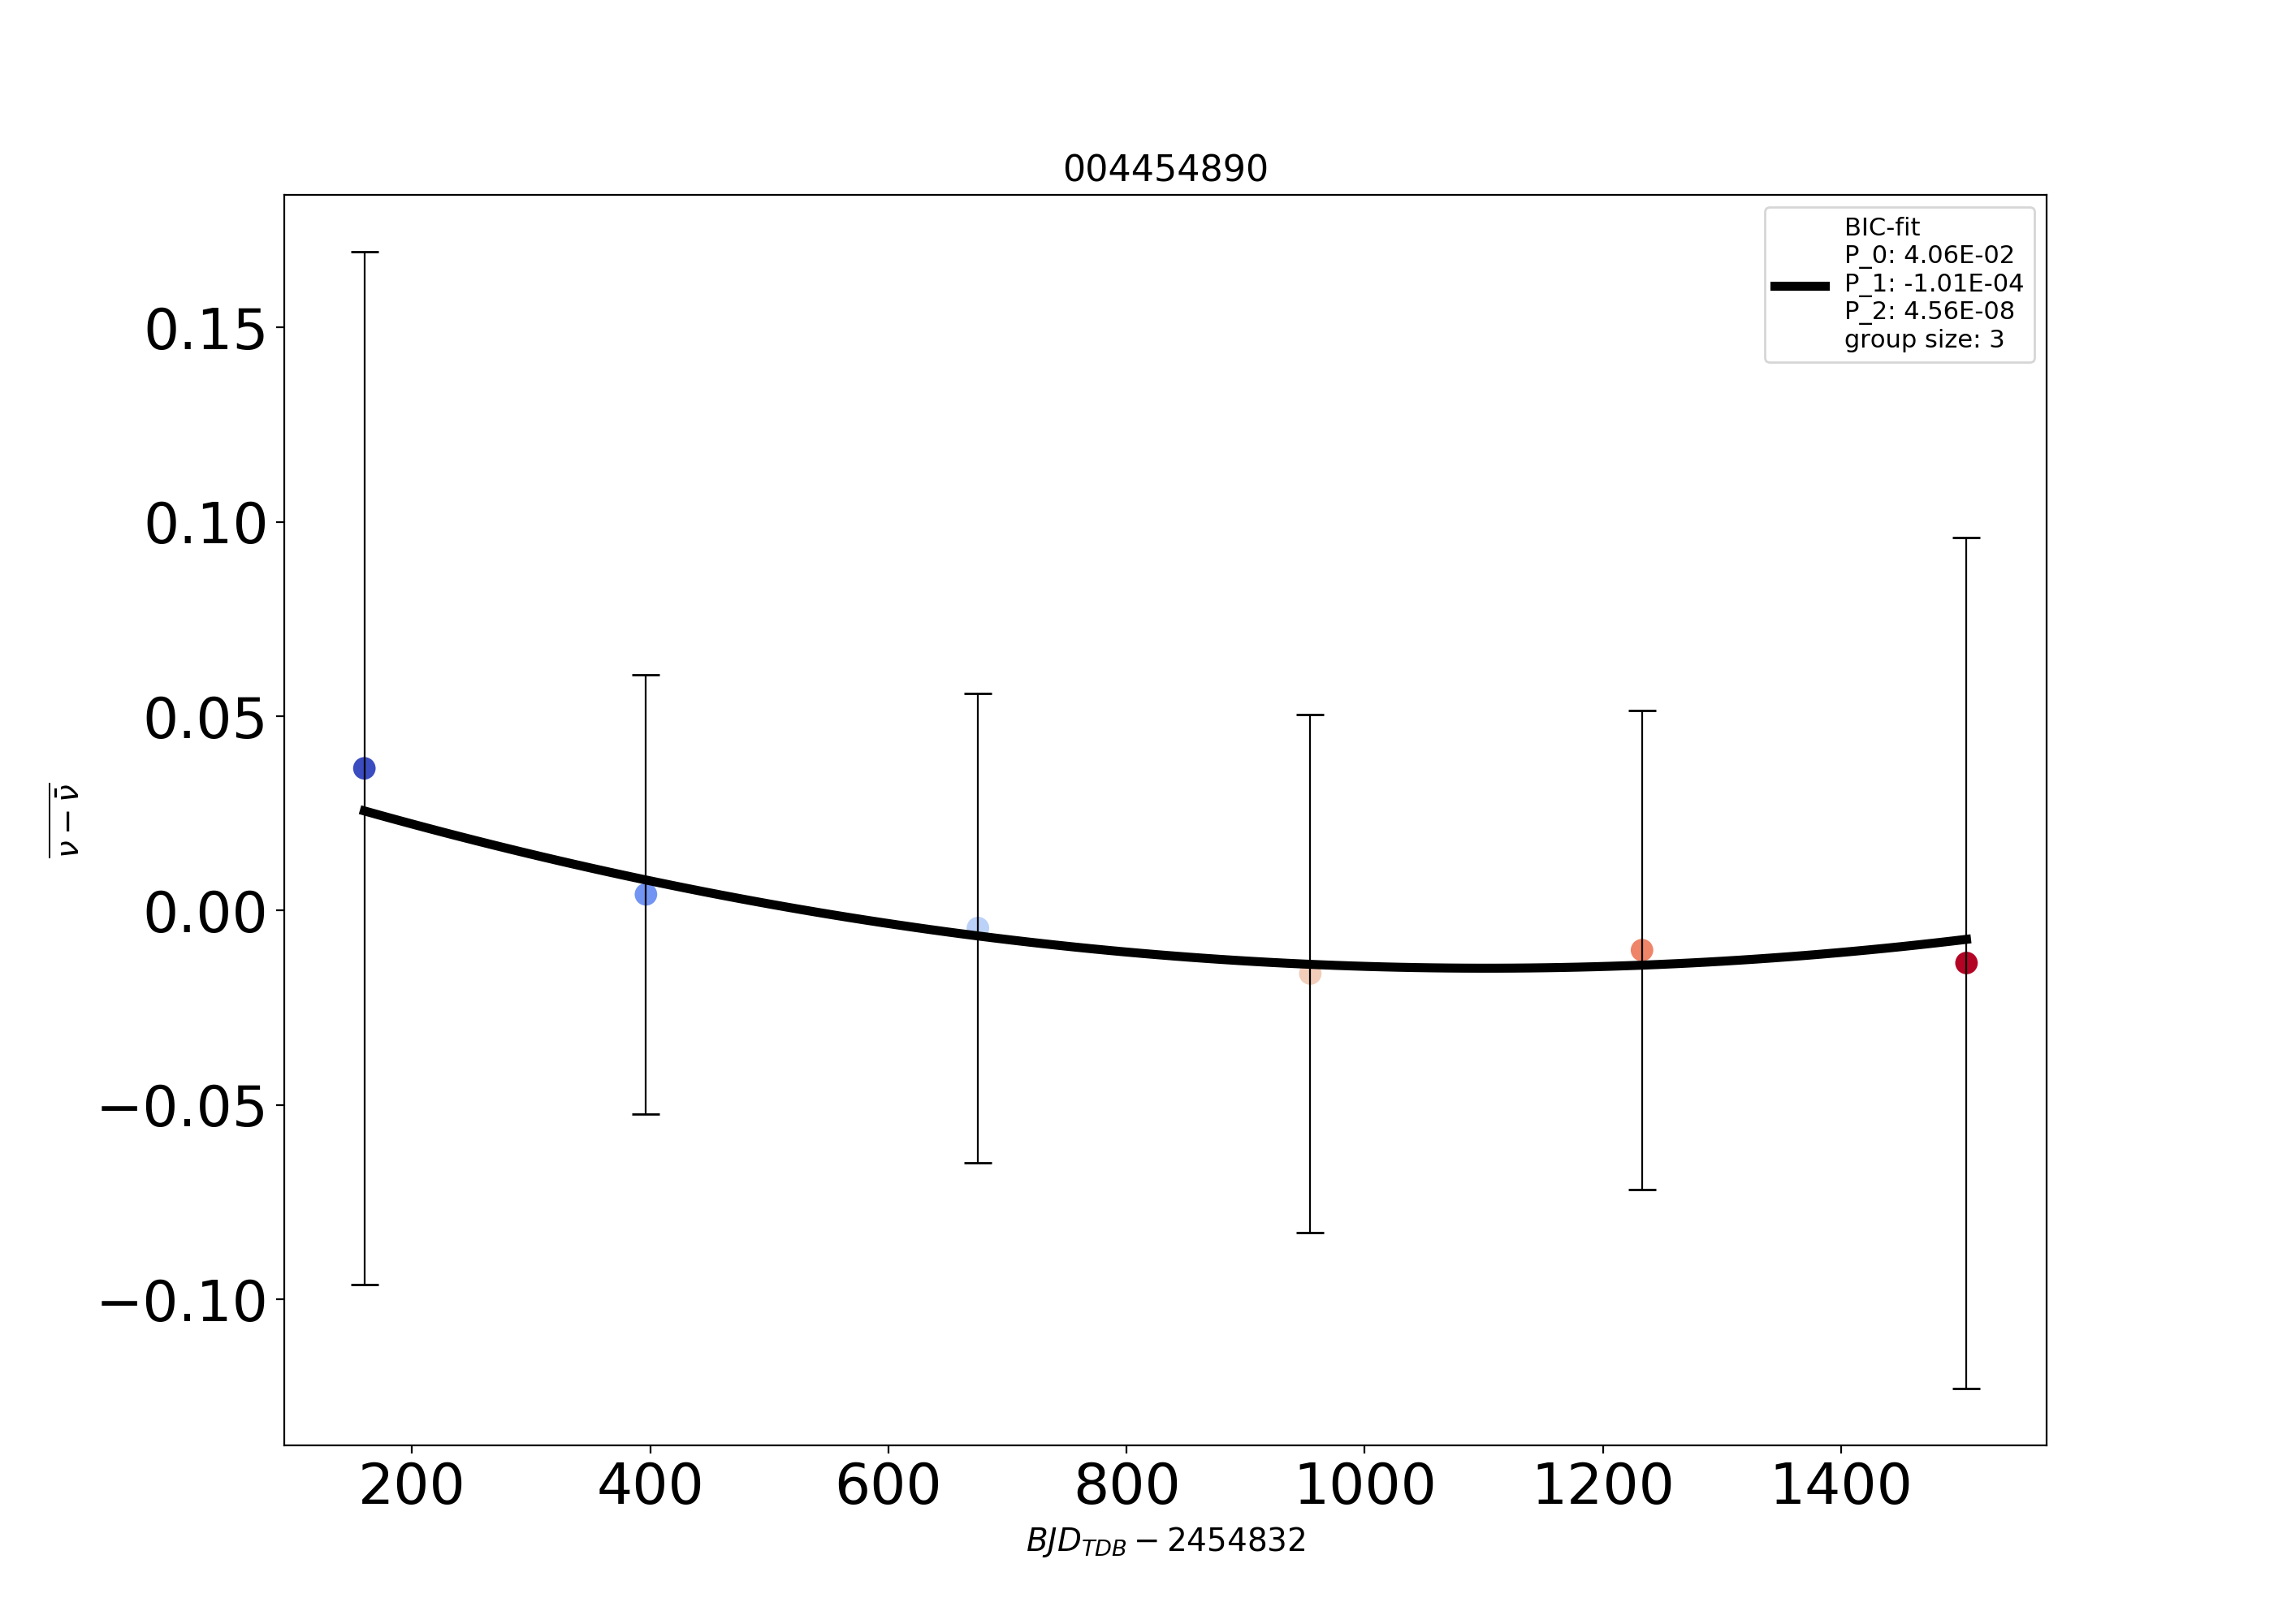 004454890
BIC-fit
P_0: 4.06E-02
P_1: -1.01E-04
P_2: 4.56E-08
group size: 3
0.15
0.10
0.05
0.00
−0.05
−0.10
ν − ν̄
200 400 600 800 1000 1200 1400
BJD_TDB − 2454832